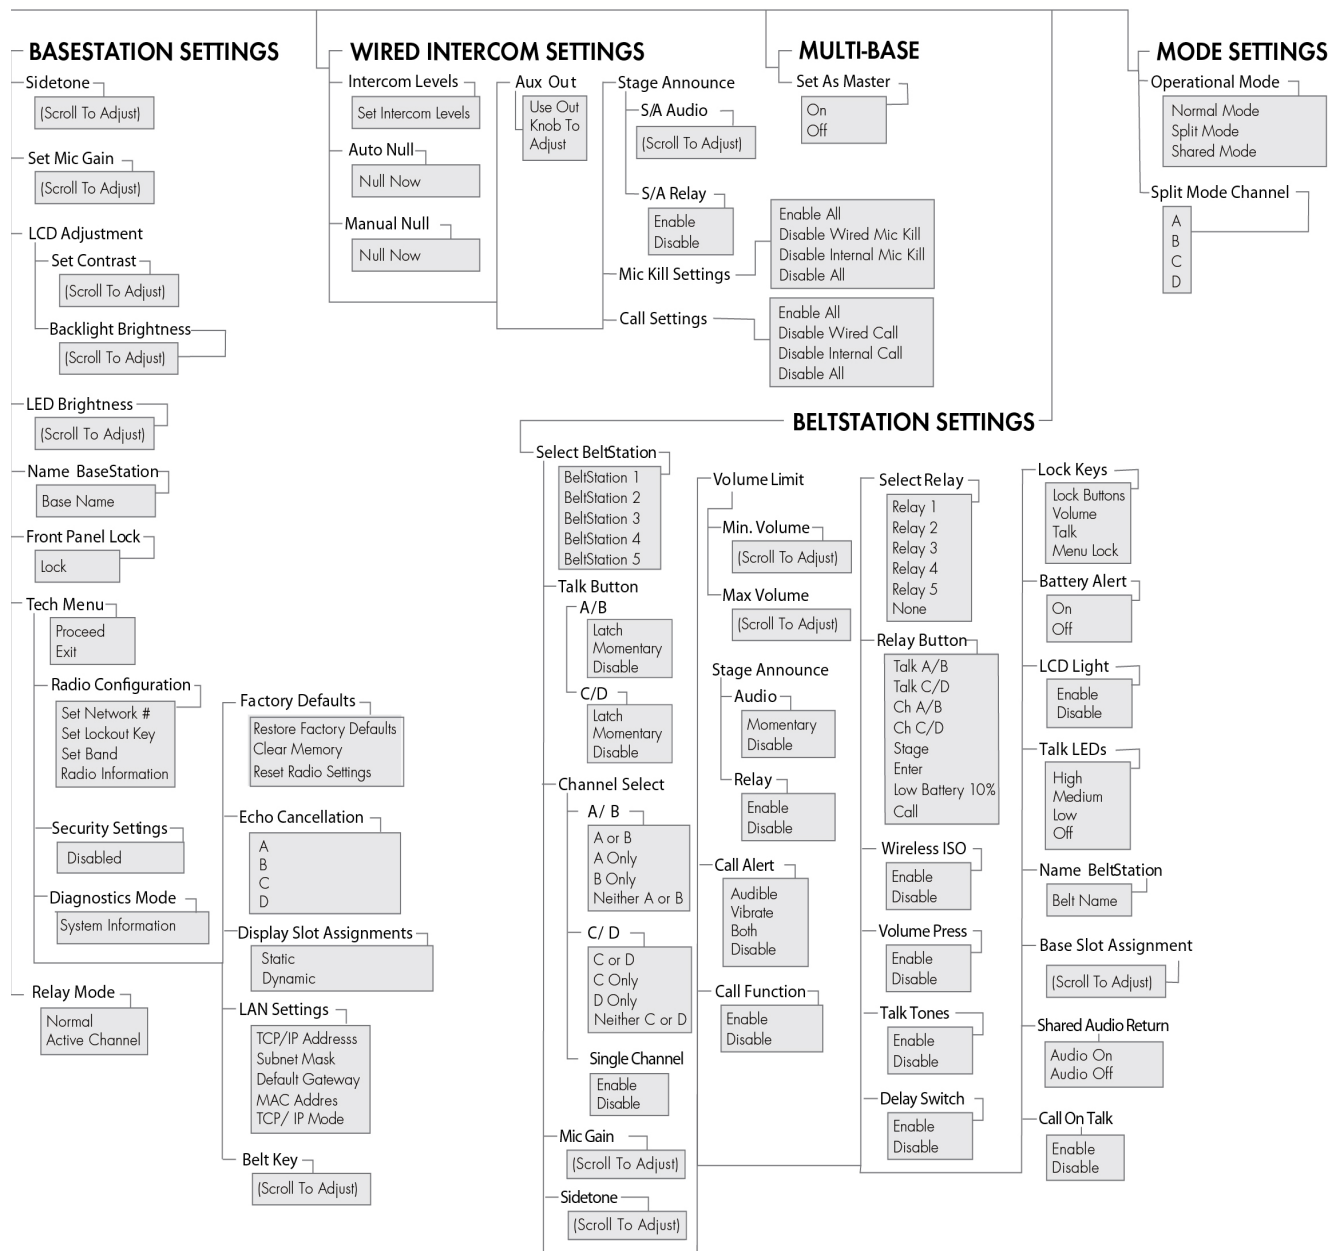 BASESTATION SETTINGS
Sidetone
(Scroll To Adjust)
Set Mic Gain
(Scroll To Adjust)
LCD Adjustment
Set Contrast
(Scroll To Adjust)
Backlight Brightness
(Scroll To Adjust)
LED Brightness
(Scroll To Adjust)
Name BaseStation
Base Name
Front Panel Lock
Lock
Tech Menu
Proceed
Exit
Radio Configuration
Set Network #
Set Lockout Key
Set Band
Radio Information
Security Settings
Disabled
Diagnostics Mode
System Information
Factory Defaults
Restore Factory Defaults
Clear Memory
Reset Radio Settings
Echo Cancellation
A
B
C
D
Display Slot Assignments
Static
Dynamic
LAN Settings
TCP/IP Addresss
Subnet Mask
Default Gateway
MAC Addres
TCP/ IP Mode
Belt Key
(Scroll To Adjust)
Relay Mode
Normal
Active Channel
WIRED INTERCOM SETTINGS
Intercom Levels
Set Intercom Levels
Auto Null
Null Now
Manual Null
Null Now
Aux Out
Use Out
Knob To
Adjust
Stage Announce
S/A Audio
(Scroll To Adjust)
S/A Relay
Enable
Disable
Mic Kill Settings
Enable All
Disable Wired Mic Kill
Disable Internal Mic Kill
Disable All
Call Settings
Enable All
Disable Wired Call
Disable Internal Call
Disable All
MULTI-BASE
Set As Master
On
Off
MODE SETTINGS
Operational Mode
Normal Mode
Split Mode
Shared Mode
Split Mode Channel
A
B
C
D
BELTSTATION SETTINGS
Select BeltStation
BeltStation 1
BeltStation 2
BeltStation 3
BeltStation 4
BeltStation 5
Talk Button
A/B
Latch
Momentary
Disable
C/D
Latch
Momentary
Disable
Channel Select
A/ B
A or B
A Only
B Only
Neither A or B
C/ D
C or D
C Only
D Only
Neither C or D
Single Channel
Enable
Disable
Mic Gain
(Scroll To Adjust)
Sidetone
(Scroll To Adjust)
Volume Limit
Min. Volume
(Scroll To Adjust)
Max Volume
(Scroll To Adjust)
Stage Announce
Audio
Momentary
Disable
Relay
Enable
Disable
Call Alert
Audible
Vibrate
Both
Disable
Call Function
Enable
Disable
Select Relay
Relay 1
Relay 2
Relay 3
Relay 4
Relay 5
None
Relay Button
Talk A/B
Talk C/D
Ch A/B
Ch C/D
Stage
Enter
Low Battery 10%
Call
Wireless ISO
Enable
Disable
Volume Press
Enable
Disable
Talk Tones
Enable
Disable
Delay Switch
Enable
Disable
Lock Keys
Lock Buttons
Volume
Talk
Menu Lock
Battery Alert
On
Off
LCD Light
Enable
Disable
Talk LEDs
High
Medium
Low
Off
Name BeltStation
Belt Name
Base Slot Assignment
(Scroll To Adjust)
Shared Audio Return
Audio On
Audio Off
Call On Talk
Enable
Disable